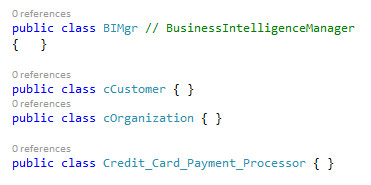 0 references
public class BIMgr // BusinessIntelligenceManager
{ }
0 references
public class cCustomer { }
0 references
public class cOrganization { }
0 references
public class Credit_Card_Payment_Processor { }